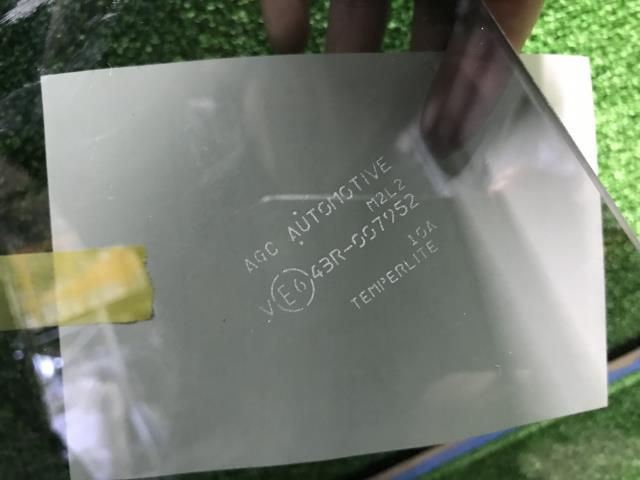 AGC AUTOMOTIVE
M2L2
V E6 43R-007952
10A
TEMPERLITE